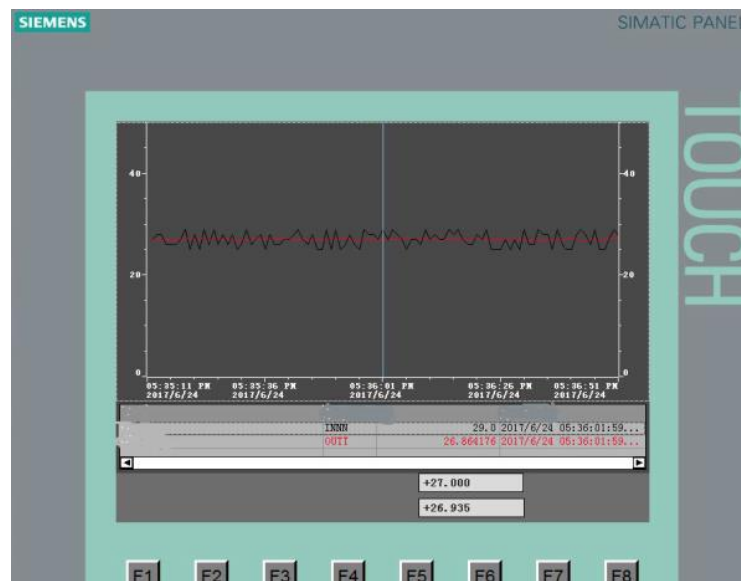 SIEMENS
SIMATIC PANEL
TOUCH
40
40
20
20
0
0
05:35:11 PM 05:35:36 PM 05:36:01 PM 05:36:26 PM 05:36:51 PM
2017/6/24 2017/6/24 2017/6/24 2017/6/24 2017/6/24
INNN 29.0 2017/6/24 05:36:01:59...
OUTT 26.864176 2017/6/24 05:36:01:59...
+27.000
+26.935
F1 F2 F3 F4 F5 F6 F7 F8